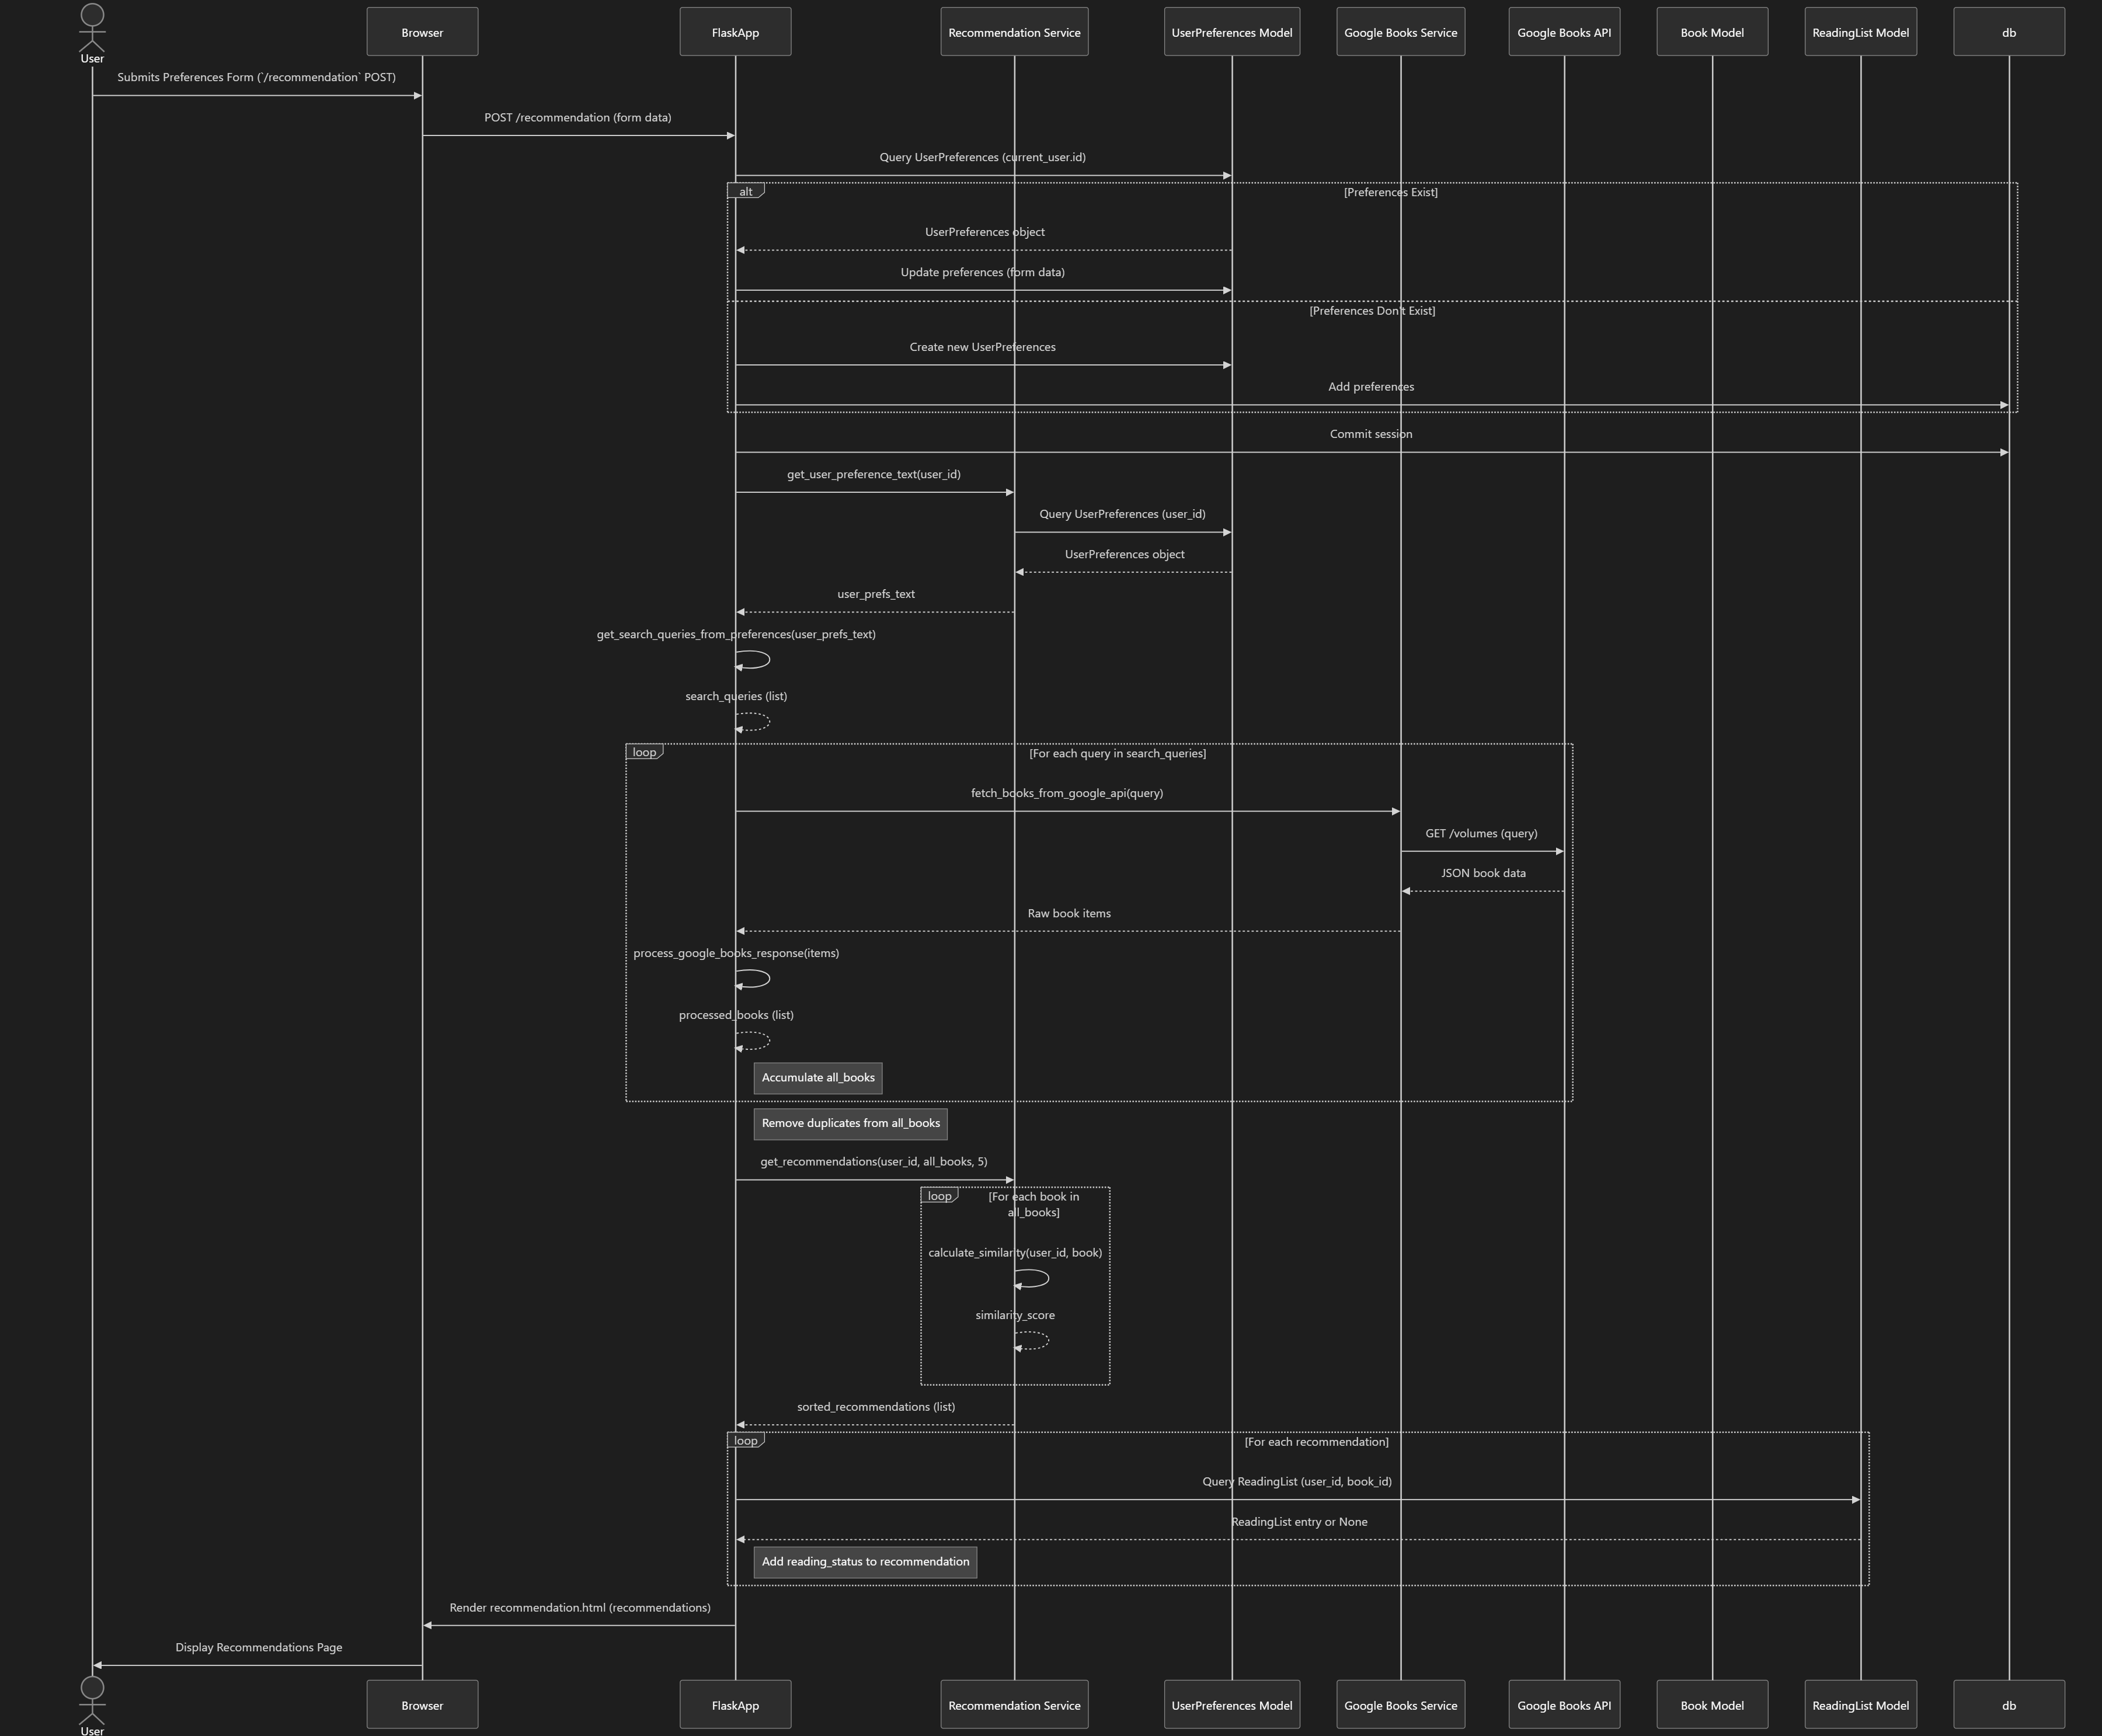 User
Browser
FlaskApp
Recommendation Service
UserPreferences Model
Google Books Service
Google Books API
Book Model
ReadingList Model
db
Submits Preferences Form (`/recommendation` POST)
POST /recommendation (form data)
Query UserPreferences (current_user.id)
alt
[Preferences Exist]
UserPreferences object
Update preferences (form data)
[Preferences Don't Exist]
Create new UserPreferences
Add preferences
Commit session
get_user_preference_text(user_id)
Query UserPreferences (user_id)
UserPreferences object
user_prefs_text
get_search_queries_from_preferences(user_prefs_text)
search_queries (list)
loop
[For each query in search_queries]
fetch_books_from_google_api(query)
GET /volumes (query)
JSON book data
Raw book items
process_google_books_response(items)
processed_books (list)
Accumulate all_books
Remove duplicates from all_books
get_recommendations(user_id, all_books, 5)
loop
[For each book in
all_books]
calculate_similarity(user_id, book)
similarity_score
sorted_recommendations (list)
loop
[For each recommendation]
Query ReadingList (user_id, book_id)
ReadingList entry or None
Add reading_status to recommendation
Render recommendation.html (recommendations)
Display Recommendations Page
User
Browser
FlaskApp
Recommendation Service
UserPreferences Model
Google Books Service
Google Books API
Book Model
ReadingList Model
db